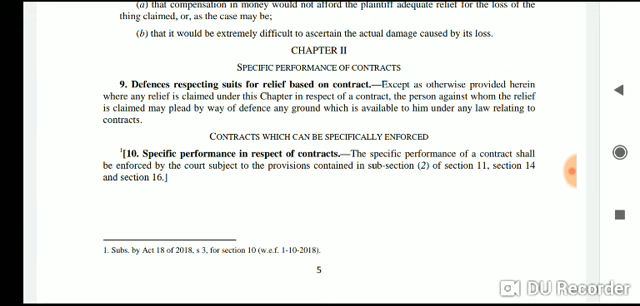 (a) that compensation in money would not afford the plaintiff adequate relief for the loss of the
thing claimed, or, as the case may be;
(b) that it would be extremely difficult to ascertain the actual damage caused by its loss.
CHAPTER II
SPECIFIC PERFORMANCE OF CONTRACTS
9. Defences respecting suits for relief based on contract.—Except as otherwise provided herein
where any relief is claimed under this Chapter in respect of a contract, the person against whom the relief
is claimed may plead by way of defence any ground which is available to him under any law relating to
contracts.
CONTRACTS WHICH CAN BE SPECIFICALLY ENFORCED
1[10. Specific performance in respect of contracts.—The specific performance of a contract shall
be enforced by the court subject to the provisions contained in sub-section (2) of section 11, section 14
and section 16.]
1. Subs. by Act 18 of 2018, s 3, for section 10 (w.e.f. 1-10-2018).
5
DU Recorder